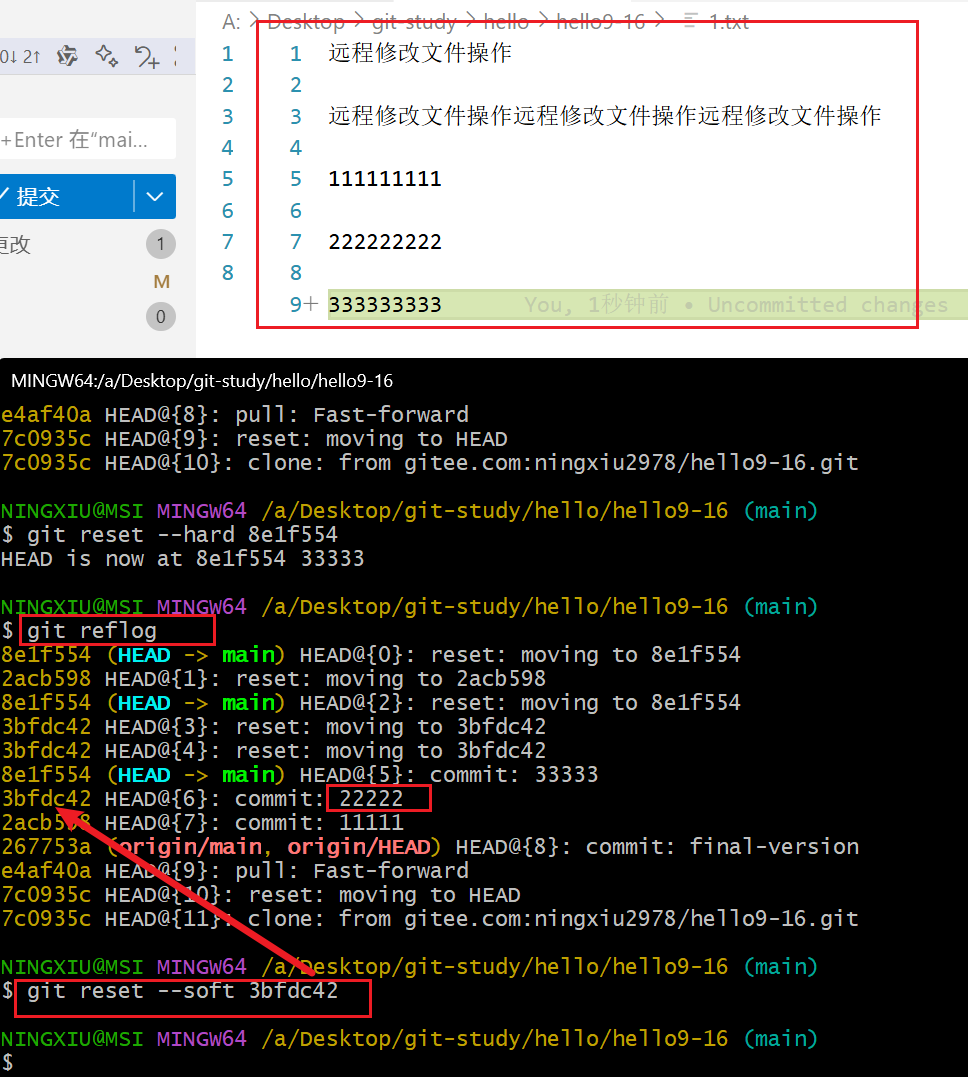 A: > Desktop > git-study > hello > hello9-16 > 1.txt
0↓ 2↑
+Enter 在“mai...
提交
更改 1
M
0
1 1 远程修改文件操作
2 2
3 3 远程修改文件操作远程修改文件操作远程修改文件操作
4 4
5 5 111111111
6 6
7 7 222222222
8 8
9+ 333333333 You, 1秒钟前 • Uncommitted changes
MINGW64:/a/Desktop/git-study/hello/hello9-16
e4af40a HEAD@{8}: pull: Fast-forward
7c0935c HEAD@{9}: reset: moving to HEAD
7c0935c HEAD@{10}: clone: from gitee.com:ningxiu2978/hello9-16.git
NINGXIU@MSI MINGW64 /a/Desktop/git-study/hello/hello9-16 (main)
$ git reset --hard 8e1f554
HEAD is now at 8e1f554 33333
NINGXIU@MSI MINGW64 /a/Desktop/git-study/hello/hello9-16 (main)
$ git reflog
8e1f554 (HEAD -> main) HEAD@{0}: reset: moving to 8e1f554
2acb598 HEAD@{1}: reset: moving to 2acb598
8e1f554 (HEAD -> main) HEAD@{2}: reset: moving to 8e1f554
3bfdc42 HEAD@{3}: reset: moving to 3bfdc42
3bfdc42 HEAD@{4}: reset: moving to 3bfdc42
8e1f554 (HEAD -> main) HEAD@{5}: commit: 33333
3bfdc42 HEAD@{6}: commit: 22222
2acb598 HEAD@{7}: commit: 11111
267753a (origin/main, origin/HEAD) HEAD@{8}: commit: final-version
e4af40a HEAD@{9}: pull: Fast-forward
7c0935c HEAD@{10}: reset: moving to HEAD
7c0935c HEAD@{11}: clone: from gitee.com:ningxiu2978/hello9-16.git
NINGXIU@MSI MINGW64 /a/Desktop/git-study/hello/hello9-16 (main)
$ git reset --soft 3bfdc42
NINGXIU@MSI MINGW64 /a/Desktop/git-study/hello/hello9-16 (main)
$